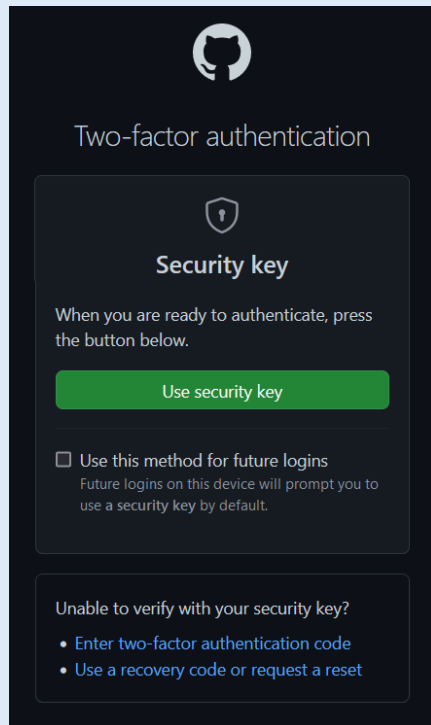 Two-factor authentication
Security key
When you are ready to authenticate, press
the button below.
Use security key
Use this method for future logins
Future logins on this device will prompt you to
use a security key by default.
Unable to verify with your security key?
• Enter two-factor authentication code
• Use a recovery code or request a reset